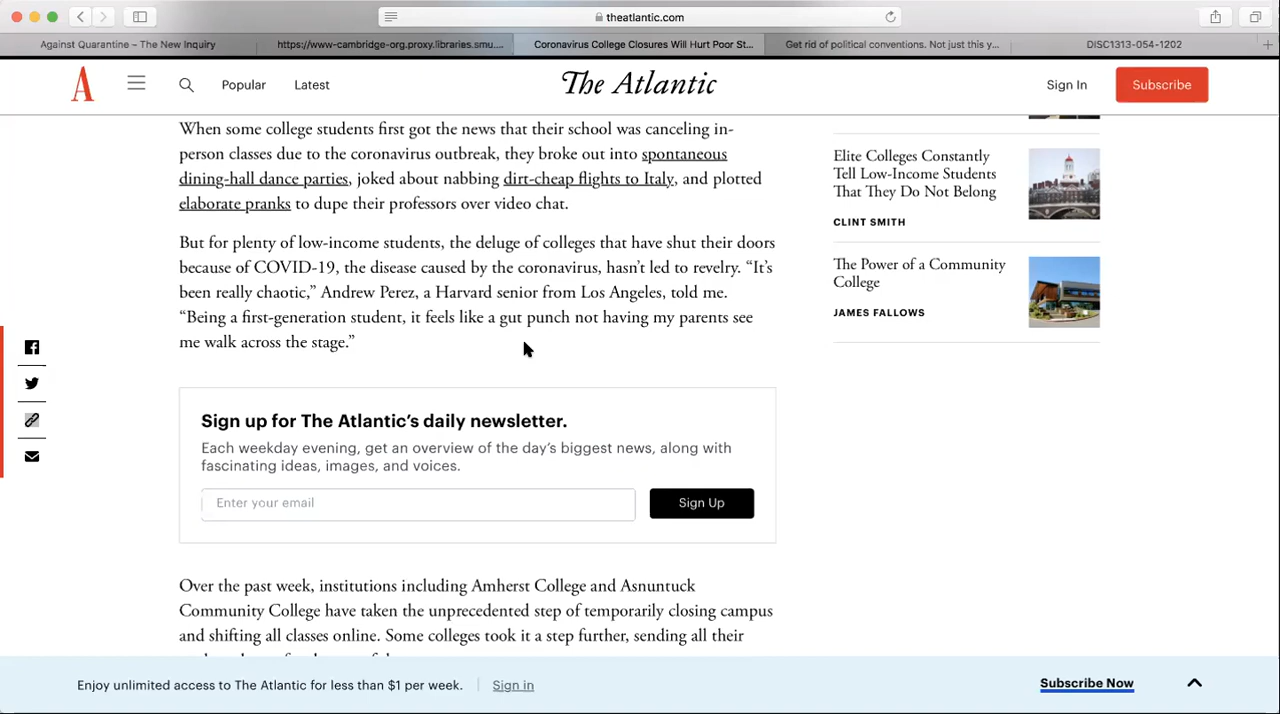 theatlantic.com
Against Quarantine – The New Inquiry
https://www-cambridge-org.proxy.libraries.smu....
Coronavirus College Closures Will Hurt Poor St...
Get rid of political conventions. Not just this y...
DISC1313-054-1202
A
Popular
Latest
The Atlantic
Sign In
Subscribe
When some college students first got the news that their school was canceling in-
person classes due to the coronavirus outbreak, they broke out into spontaneous
dining-hall dance parties, joked about nabbing dirt-cheap flights to Italy, and plotted
elaborate pranks to dupe their professors over video chat.
But for plenty of low-income students, the deluge of colleges that have shut their doors
because of COVID-19, the disease caused by the coronavirus, hasn't led to revelry. “It's
been really chaotic,” Andrew Perez, a Harvard senior from Los Angeles, told me.
“Being a first-generation student, it feels like a gut punch not having my parents see
me walk across the stage.”
Sign up for The Atlantic's daily newsletter.
Each weekday evening, get an overview of the day's biggest news, along with
fascinating ideas, images, and voices.
Enter your email
Sign Up
Over the past week, institutions including Amherst College and Asnuntuck
Community College have taken the unprecedented step of temporarily closing campus
and shifting all classes online. Some colleges took it a step further, sending all their
Elite Colleges Constantly
Tell Low-Income Students
That They Do Not Belong
CLINT SMITH
The Power of a Community
College
JAMES FALLOWS
Enjoy unlimited access to The Atlantic for less than $1 per week.
Sign in
Subscribe Now